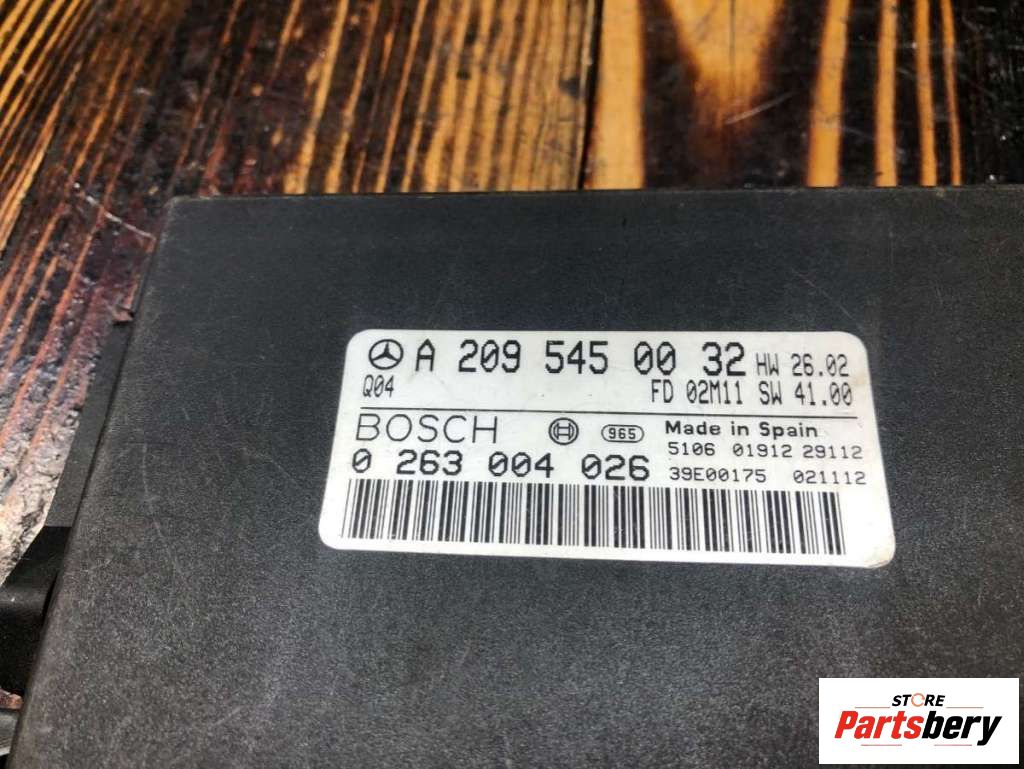 A 209 545 00 32 HW 26.02
Q04 FD 02M11 SW 41.00
BOSCH 965 Made in Spain
5106 01912 29112
0 263 004 026 39E00175 021112
STORE
Partsbery